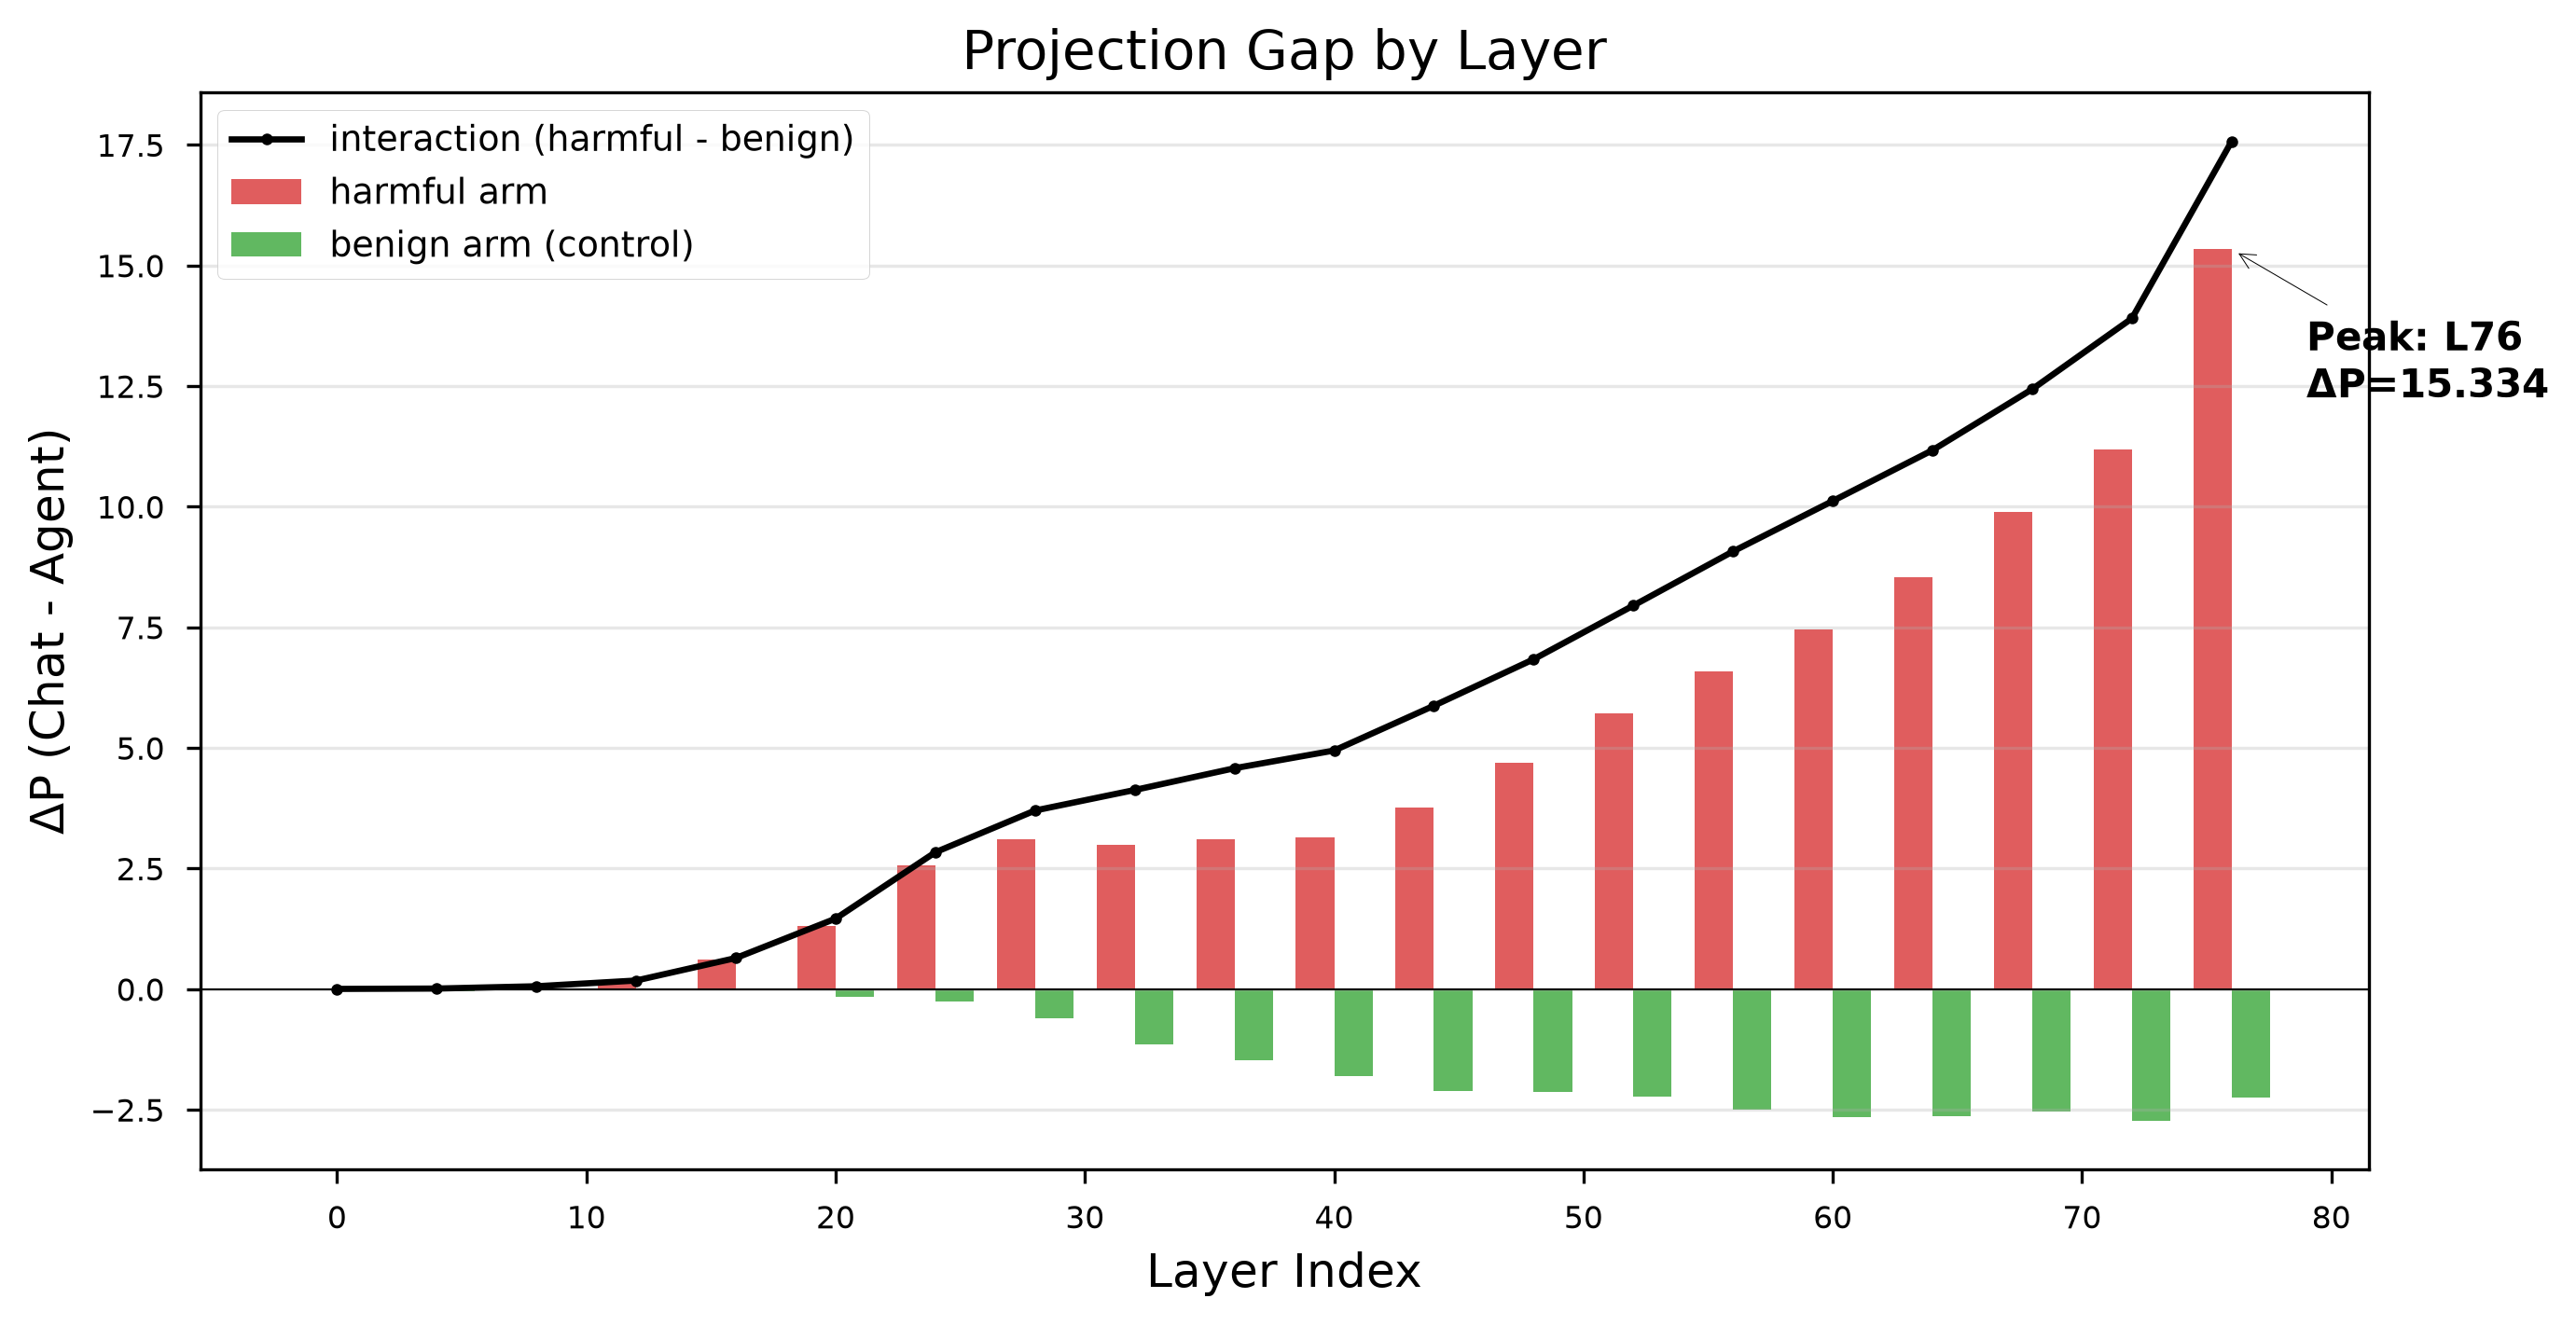 Projection Gap by Layer
interaction (harmful - benign)
harmful arm
benign arm (control)
17.5
15.0
12.5
10.0
7.5
5.0
2.5
0.0
−2.5
ΔP (Chat - Agent)
Peak: L76
ΔP=15.334
0 10 20 30 40 50 60 70 80
Layer Index